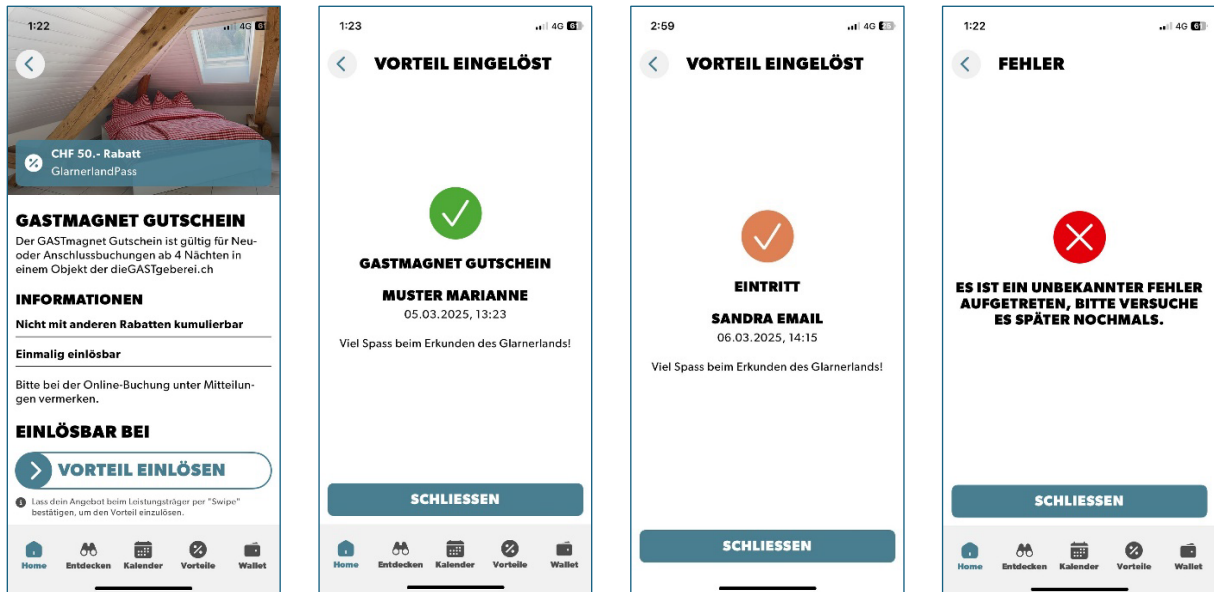 1:22
4G 61
CHF 50.- Rabatt
GlarnerlandPass
GASTMAGNET GUTSCHEIN
Der GASTmagnet Gutschein ist gültig für Neu-
oder Anschlussbuchungen ab 4 Nächten in
einem Objekt der dieGASTgeberei.ch
INFORMATIONEN
Nicht mit anderen Rabatten kumulierbar
Einmalig einlösbar
Bitte bei der Online-Buchung unter Mitteilun-
gen vermerken.
EINLÖSBAR BEI
VORTEIL EINLÖSEN
Lass dein Angebot beim Leistungsträger per "Swipe"
bestätigen, um den Vorteil einzulösen.
Home Entdecken Kalender Vorteile Wallet
1:23
4G 61
VORTEIL EINGELÖST
GASTMAGNET GUTSCHEIN
MUSTER MARIANNE
05.03.2025, 13:23
Viel Spass beim Erkunden des Glarnerlands!
SCHLIESSEN
Home Entdecken Kalender Vorteile Wallet
2:59
4G
VORTEIL EINGELÖST
EINTRITT
SANDRA EMAIL
06.03.2025, 14:15
Viel Spass beim Erkunden des Glarnerlands!
SCHLIESSEN
1:22
4G 61
FEHLER
ES IST EIN UNBEKANNTER FEHLER
AUFGETRETEN, BITTE VERSUCHE
ES SPÄTER NOCHMALS.
SCHLIESSEN
Home Entdecken Kalender Vorteile Wallet